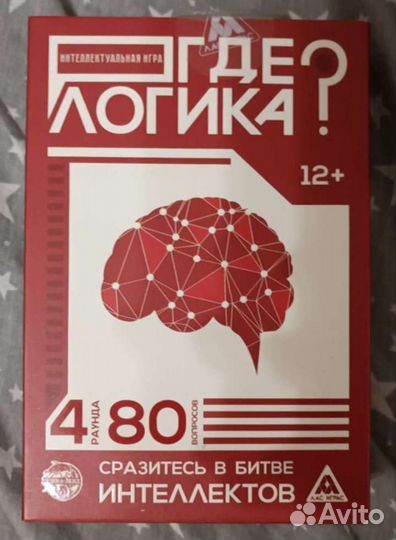 ИНТЕЛЛЕКТУАЛЬНАЯ ИГРА
ГДЕ
ЛОГИКА?
12+
4 РАУНДА
80 ВОПРОСОВ
СРАЗИТЕСЬ В БИТВЕ
ИНТЕЛЛЕКТОВ
ЛАС ИГРАС
Avito